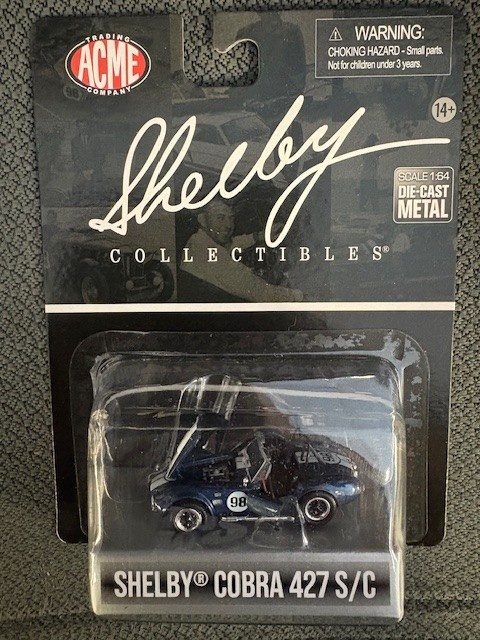 TRADING
ACME
COMPANY
⚠ WARNING:
CHOKING HAZARD - Small parts.
Not for children under 3 years.
14+
Shelby
COLLECTIBLES®
SCALE 1:64
DIE-CAST
METAL
98
SHELBY® COBRA 427 S/C